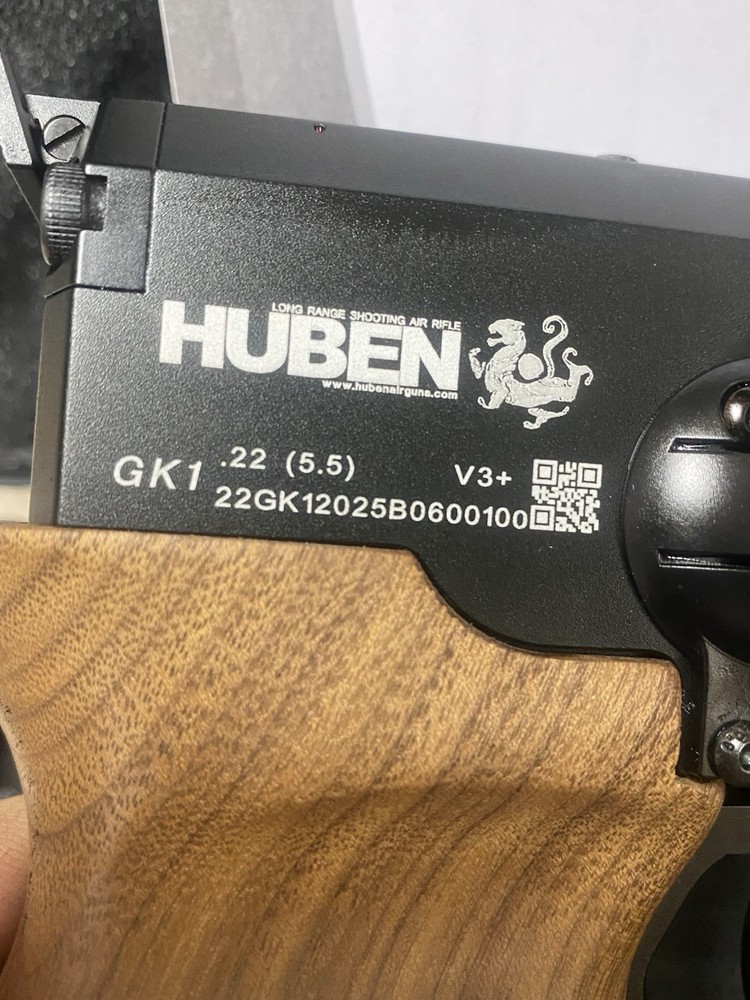 LONG RANGE SHOOTING AIR RIFLE
HUBEN
www.hubenairguns.com
GK1 .22 (5.5) V3+
22GK12025B0600100